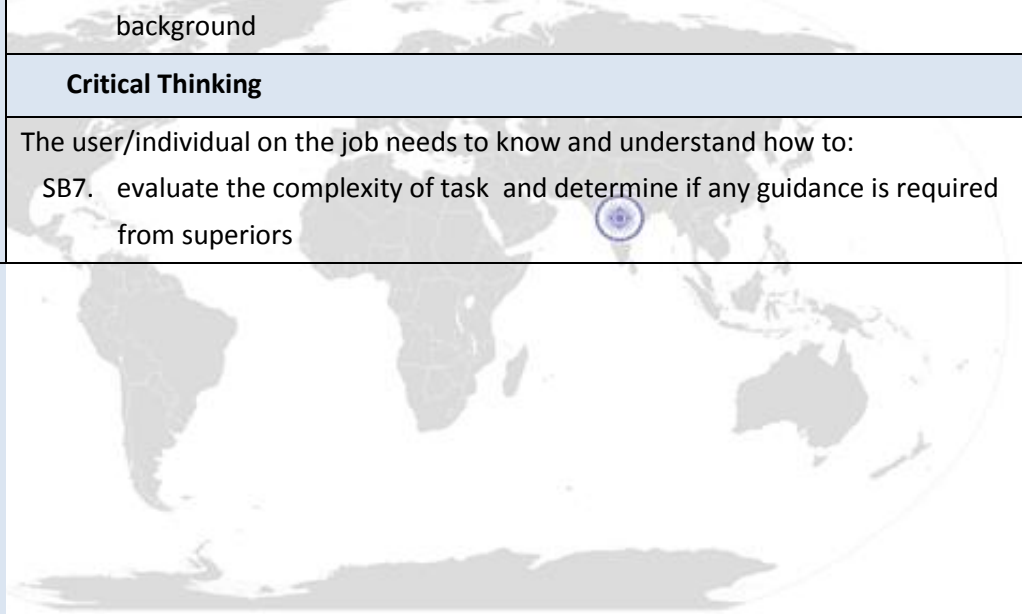 background
Critical Thinking
The user/individual on the job needs to know and understand how to:
SB7. evaluate the complexity of task  and determine if any guidance is required
from superiors